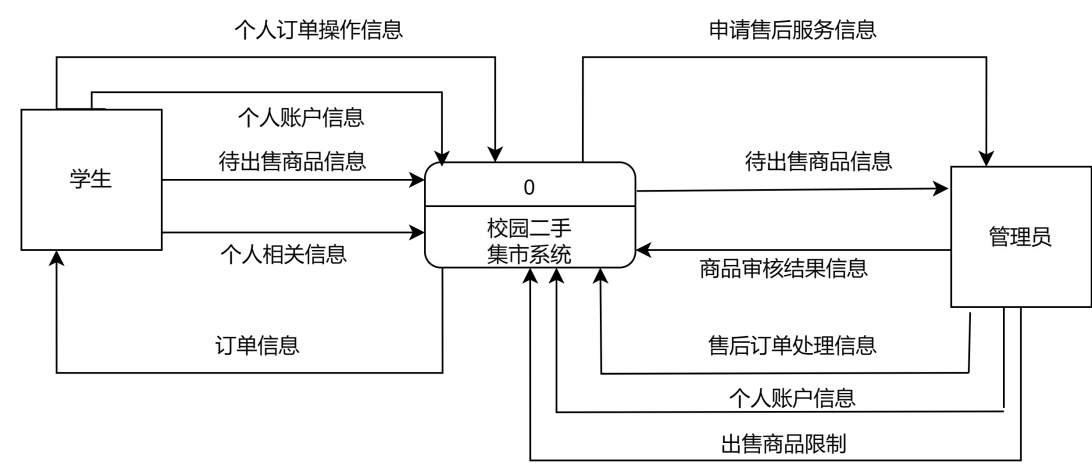 个人订单操作信息
申请售后服务信息
个人账户信息
待出售商品信息
待出售商品信息
学生
0
校园二手
集市系统
管理员
个人相关信息
商品审核结果信息
订单信息
售后订单处理信息
个人账户信息
出售商品限制